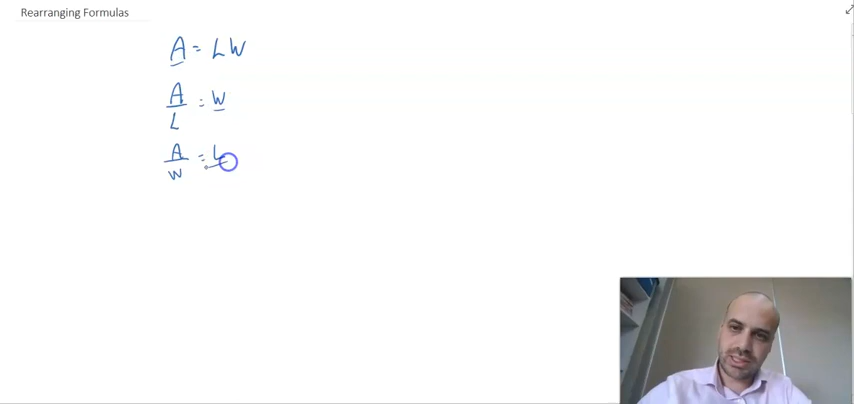 Rearranging Formulas
A = LW
A/L = W
A/W = L